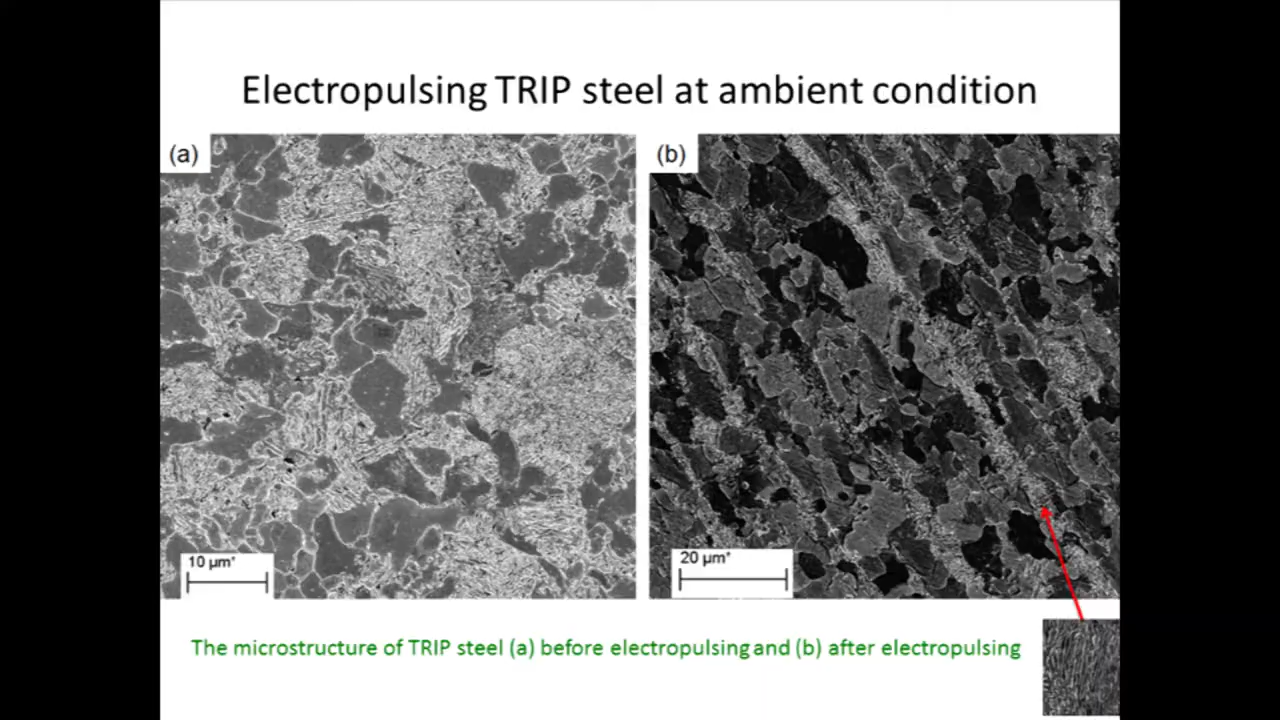 Electropulsing TRIP steel at ambient condition
(a)
(b)
10 µm*
20 µm*
The microstructure of TRIP steel (a) before electropulsing and (b) after electropulsing